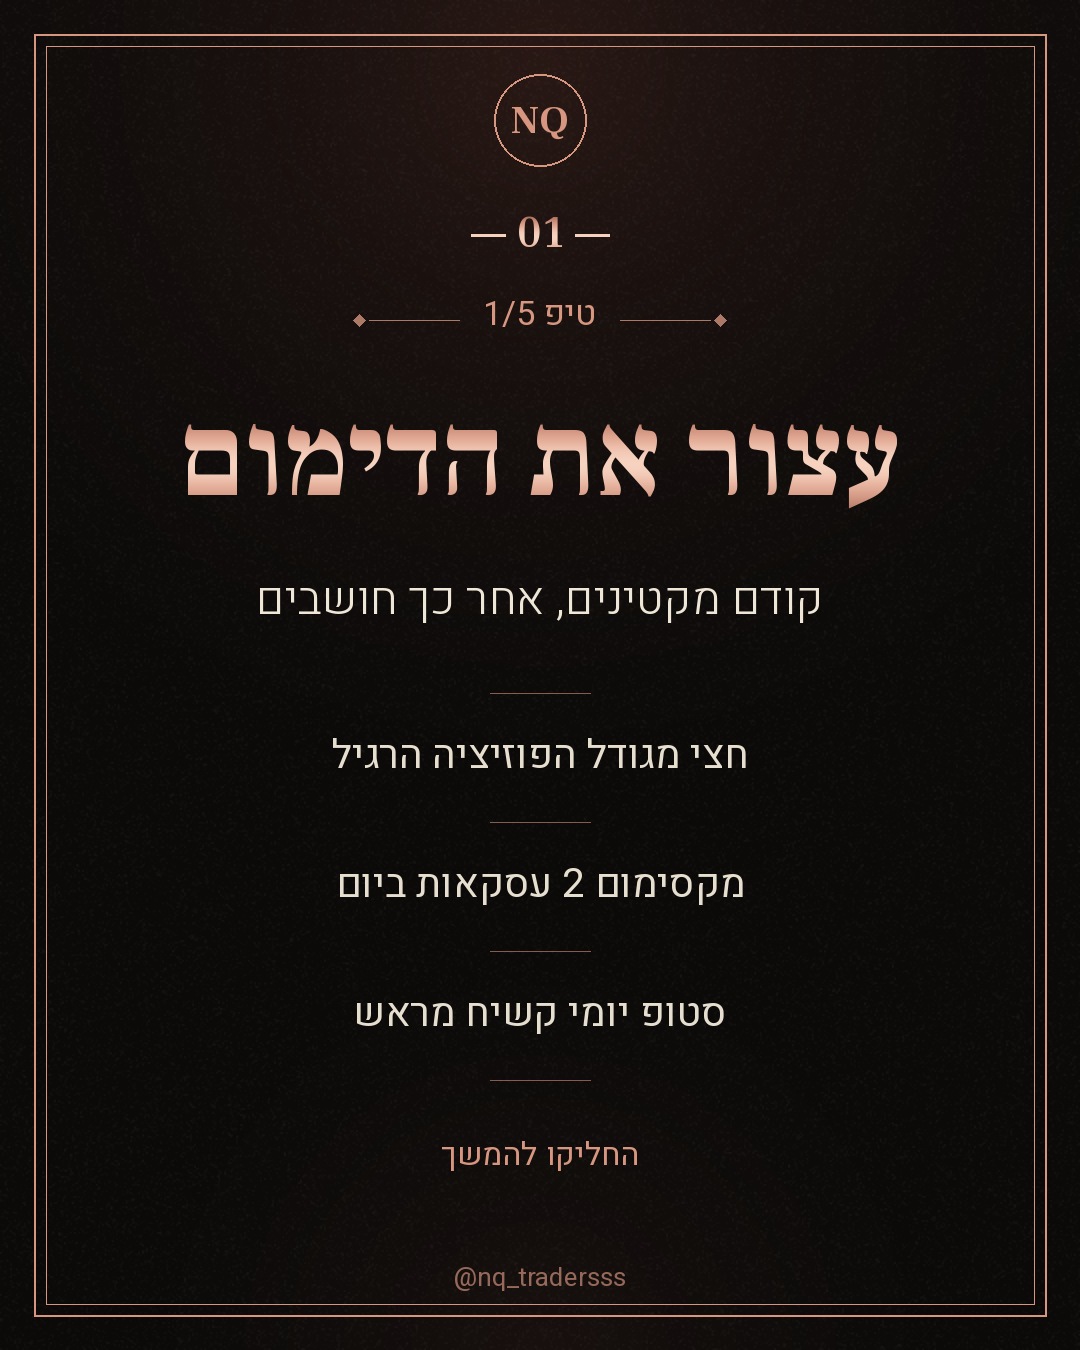 NQ
— 01 —
טיפ 1/5
עצור את הדימום
קודם מקטינים, אחר כך חושבים
חצי מגודל הפוזיציה הרגיל
מקסימום 2 עסקאות ביום
סטופ יומי קשיח מראש
החליקו להמשך
@nq_tradersss